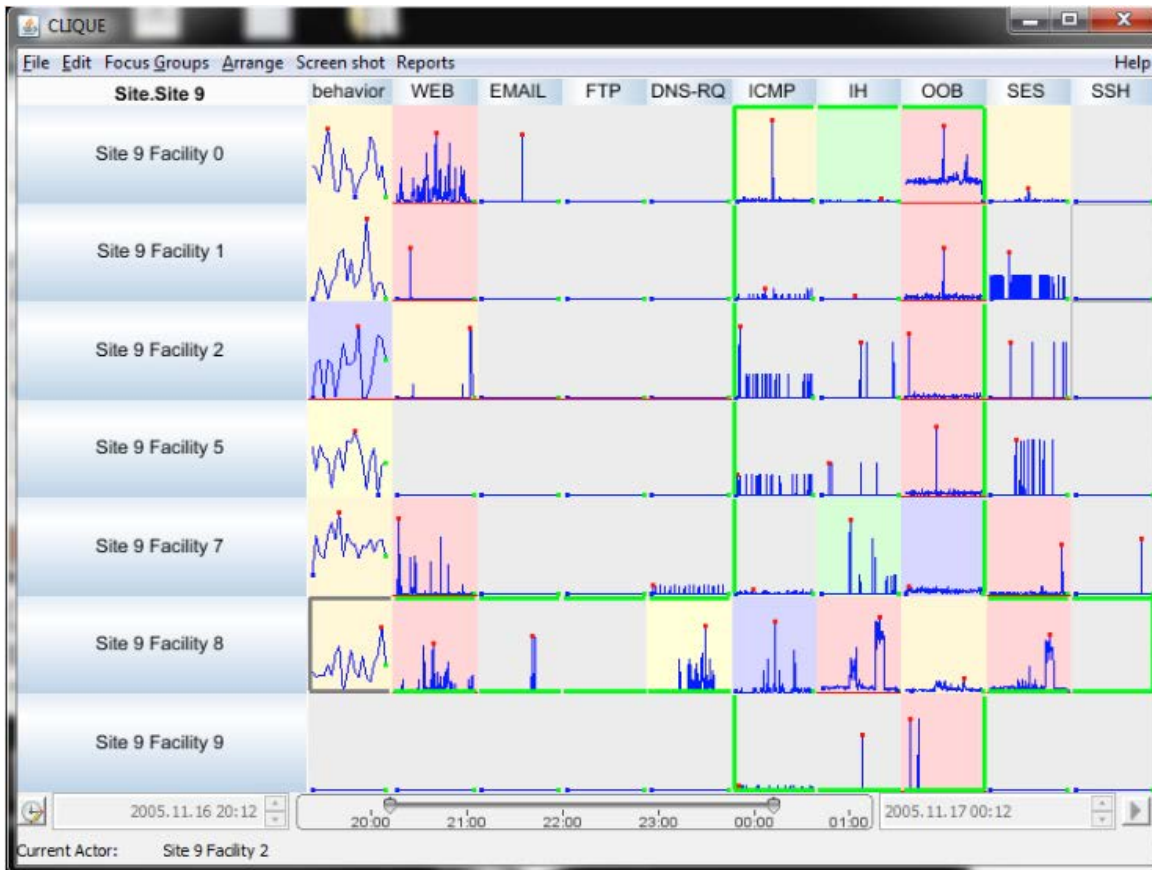 CLIQUE
File Edit Focus Groups Arrange Screen shot Reports Help
Site.Site 9 behavior WEB EMAIL FTP DNS-RQ ICMP IH OOB SES SSH
Site 9 Facility 0
Site 9 Facility 1
Site 9 Facility 2
Site 9 Facility 5
Site 9 Facility 7
Site 9 Facility 8
Site 9 Facility 9
2005.11.16 20:12 20:00 21:00 22:00 23:00 00:00 01:00 2005.11.17 00:12
Current Actor: Site 9 Facility 2